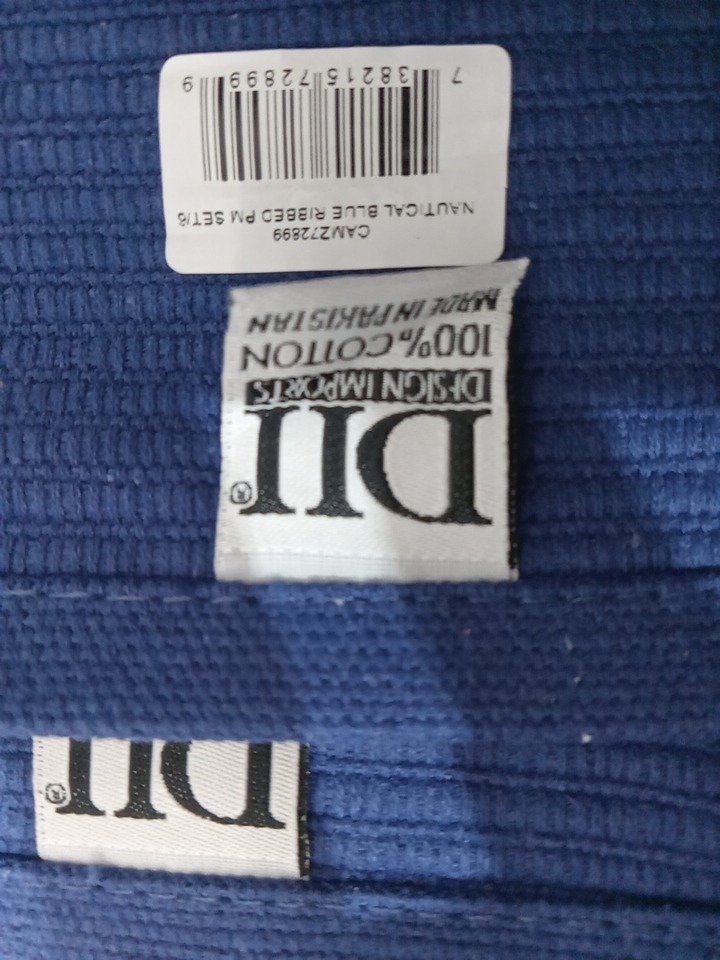 CAMZ72899
NAUTICAL BLUE RIBBED PM SET/6
7 38215 72899 9
DII®
DESIGN IMPORTS
100% COTTON
MADE IN PAKISTAN
DII®